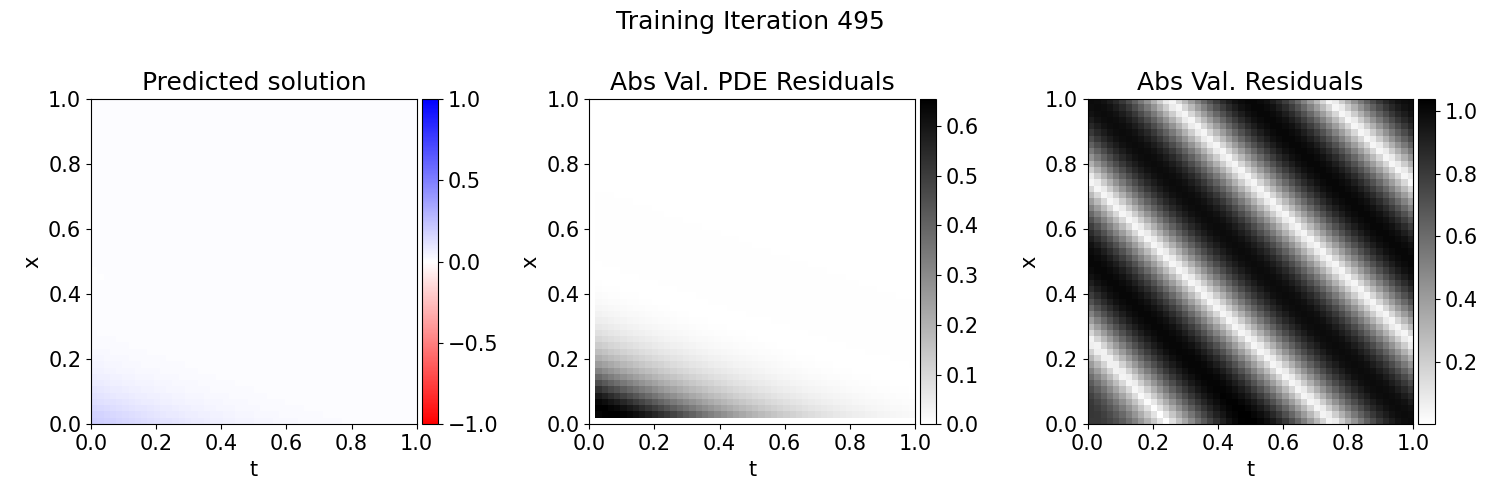 Training Iteration 495
Predicted solution
Abs Val. PDE Residuals
Abs Val. Residuals
1.0
0.8
0.6
0.4
0.2
0.0
x
0.0 0.2 0.4 0.6 0.8 1.0
t
1.0
0.5
0.0
−0.5
−1.0
1.0
0.8
0.6
0.4
0.2
0.0
x
0.0 0.2 0.4 0.6 0.8 1.0
t
0.6
0.5
0.4
0.3
0.2
0.1
0.0
1.0
0.8
0.6
0.4
0.2
0.0
x
0.0 0.2 0.4 0.6 0.8 1.0
t
1.0
0.8
0.6
0.4
0.2